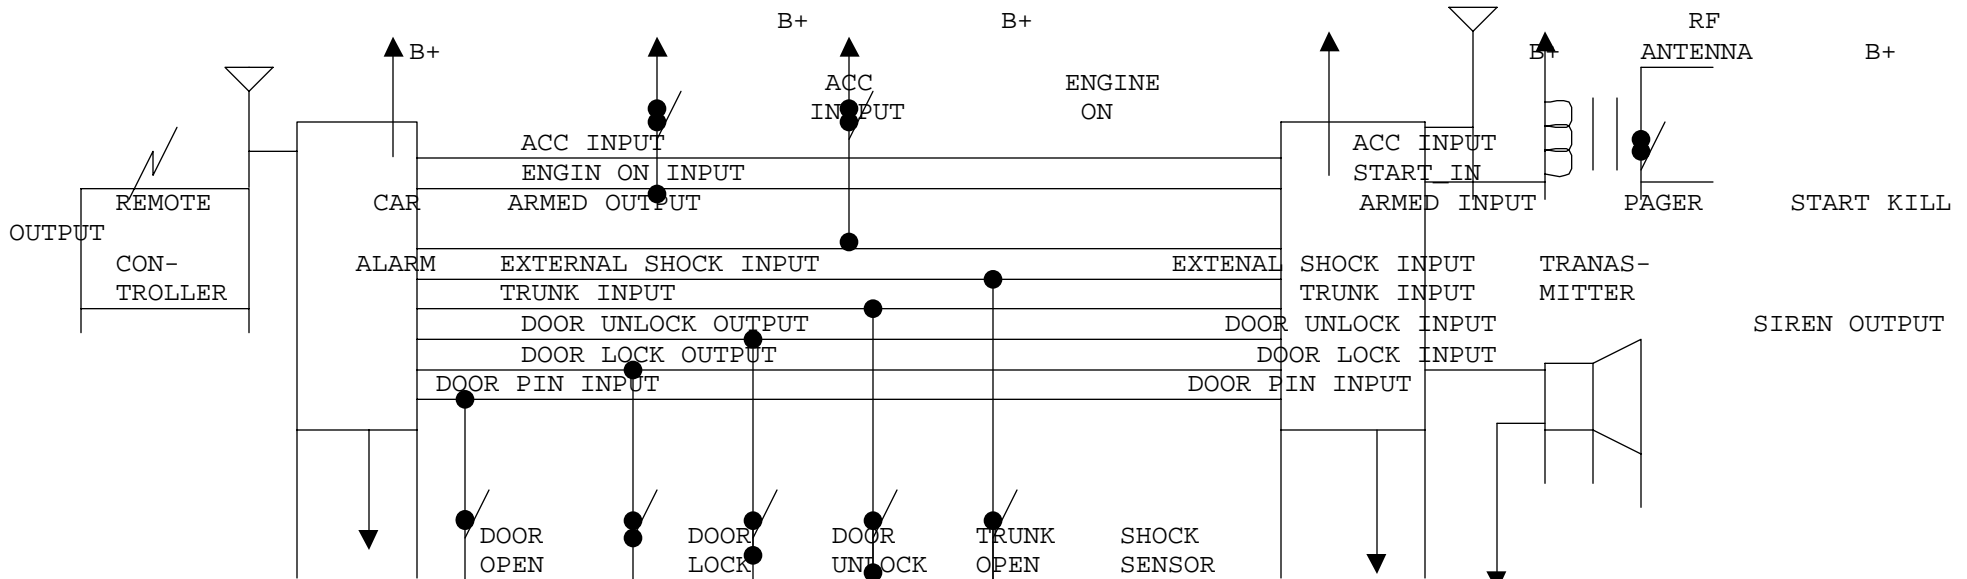 B+ B+ RF
B+ B+ ANTENNA B+
ACC ENGINE
INPUT ON
ACC INPUT ACC INPUT
ENGIN ON INPUT START_IN
REMOTE CAR ARMED OUTPUT ARMED INPUT PAGER START KILL
OUTPUT
CON- ALARM EXTERNAL SHOCK INPUT EXTENAL SHOCK INPUT TRANAS-
TROLLER TRUNK INPUT TRUNK INPUT MITTER
DOOR UNLOCK OUTPUT DOOR UNLOCK INPUT SIREN OUTPUT
DOOR LOCK OUTPUT DOOR LOCK INPUT
DOOR PIN INPUT DOOR PIN INPUT
DOOR DOOR DOOR TRUNK SHOCK
OPEN LOCK UNLOCK OPEN SENSOR